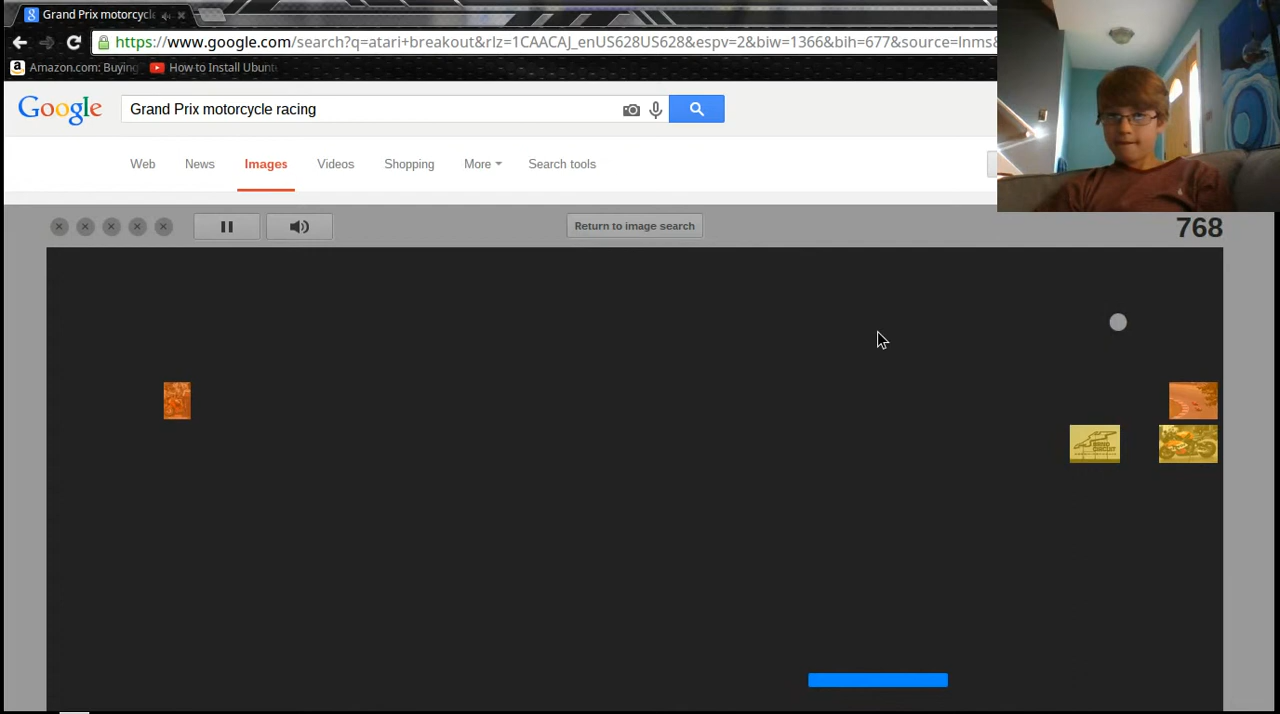 Grand Prix motorcycl
https://www.google.com/search?q=atari+breakout&rlz=1CAACAJ_enUS628US628&espv=2&biw=1366&bih=677&source=lnms&
Amazon.com: Buying How to Install Ubunt
Google Grand Prix motorcycle racing
Web News Images Videos Shopping More Search tools
Return to image search 768